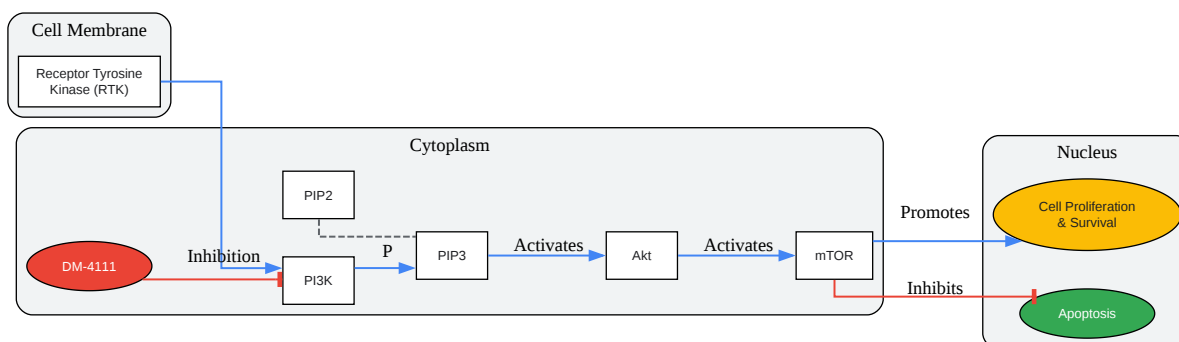 Cell Membrane
Receptor Tyrosine
Kinase (RTK)
Cytoplasm
PIP2
DM-4111
Inhibition
PI3K
P
PIP3
Activates
Akt
Activates
mTOR
Promotes
Inhibits
Nucleus
Cell Proliferation
& Survival
Apoptosis